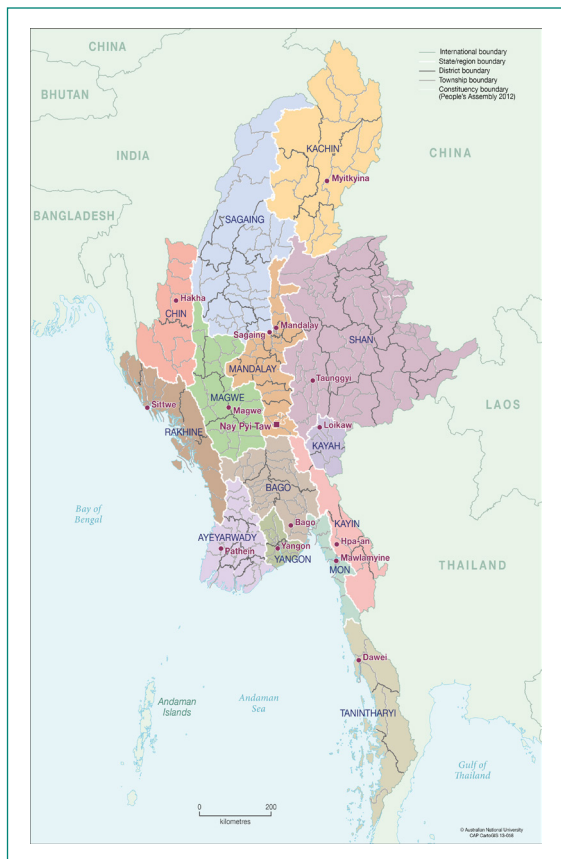 CHINA
BHUTAN
INDIA
BANGLADESH
CHINA
International boundary
State/region boundary
District boundary
Township boundary
Constituency boundary
(People's Assembly 2012)
KACHIN
Myitkyina
SAGAING
Hakha
CHIN
Mandalay
Sagaing
SHAN
MANDALAY
Taunggyi
MAGWE
Magwe
Sittwe
Nay Pyi Taw
Loikaw
RAKHINE
KAYAH
LAOS
BAGO
Bay of
Bengal
Bago
KAYIN
AYEYARWADY
Hpa-an
Pathein
Yangon
YANGON
Mawlamyine
MON
THAILAND
Dawei
Andaman
Islands
Andaman
Sea
TANINTHARYI
Gulf of
Thailand
0
200
kilometres
© Australian National University
CAP CartoGIS 18-018